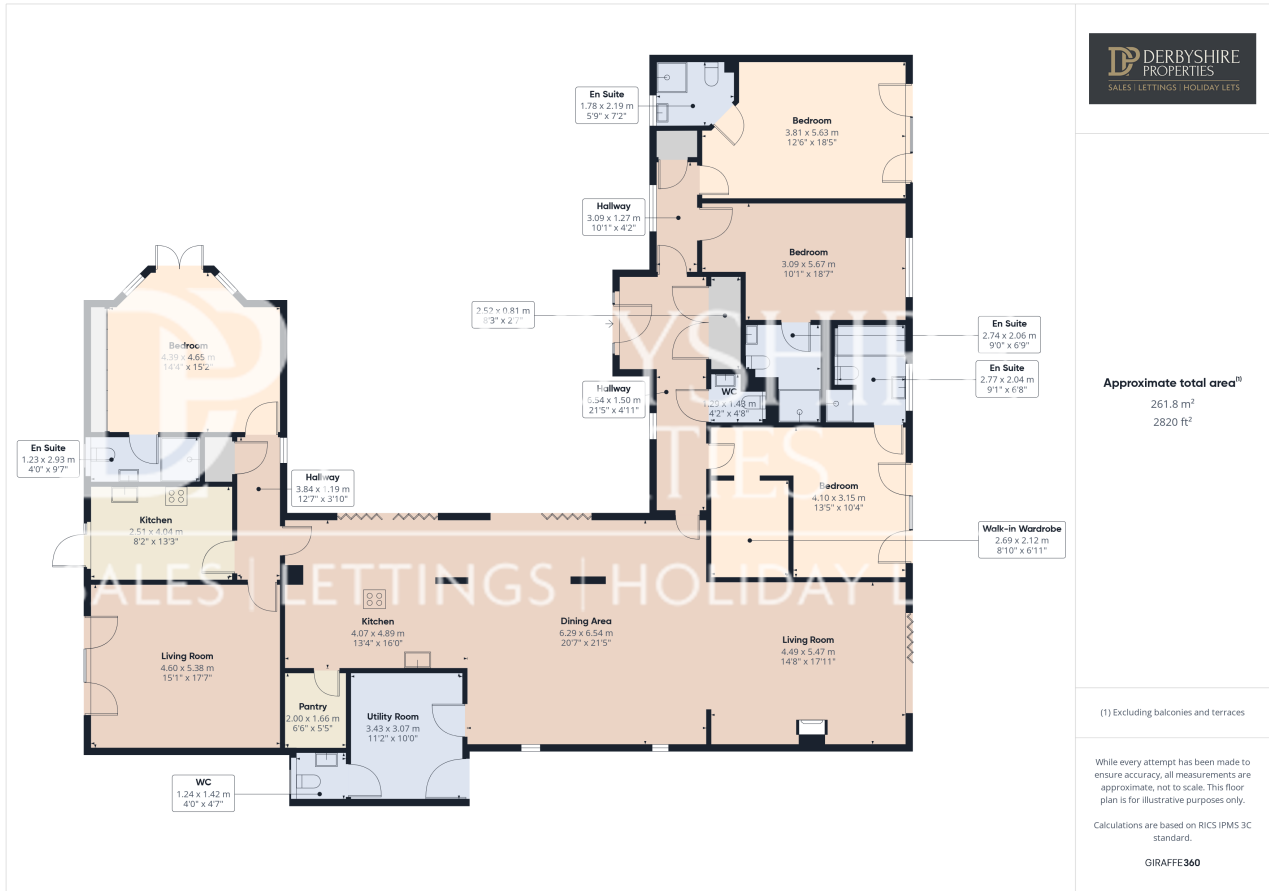 DERBYSHIRE
PROPERTIES
SALES | LETTINGS | HOLIDAY LETS
En Suite
1.78 x 2.19 m
5'9" x 7'2"
Bedroom
3.81 x 5.63 m
12'6" x 18'5"
Hallway
3.09 x 1.27 m
10'1" x 4'2"
Bedroom
3.09 x 5.67 m
10'1" x 18'7"
2.52 x 0.81 m
8'3" x 2'7"
Bedroom
4.39 x 4.65 m
14'4" x 15'2"
En Suite
2.74 x 2.06 m
9'0" x 6'9"
En Suite
2.77 x 2.04 m
9'1" x 6'8"
Hallway
6.54 x 1.50 m
21'5" x 4'11"
WC
1.29 x 1.43 m
4'2" x 4'8"
En Suite
1.23 x 2.93 m
4'0" x 9'7"
Hallway
3.84 x 1.19 m
12'7" x 3'10"
Kitchen
2.51 x 4.04 m
8'2" x 13'3"
Bedroom
4.10 x 3.15 m
13'5" x 10'4"
Walk-in Wardrobe
2.69 x 2.12 m
8'10" x 6'11"
YSHI
TIES
SALES | LETTINGS | HOLIDAY L
Living Room
4.60 x 5.38 m
15'1" x 17'7"
Kitchen
4.07 x 4.89 m
13'4" x 16'0"
Dining Area
6.29 x 6.54 m
20'7" x 21'5"
Living Room
4.49 x 5.47 m
14'8" x 17'11"
Pantry
2.00 x 1.66 m
6'6" x 5'5"
Utility Room
3.43 x 3.07 m
11'2" x 10'0"
WC
1.24 x 1.42 m
4'0" x 4'7"
Approximate total area(1)
261.8 m²
2820 ft²
(1) Excluding balconies and terraces
While every attempt has been made to
ensure accuracy, all measurements are
approximate, not to scale. This floor
plan is for illustrative purposes only.
Calculations are based on RICS IPMS 3C
standard.
GIRAFFE360